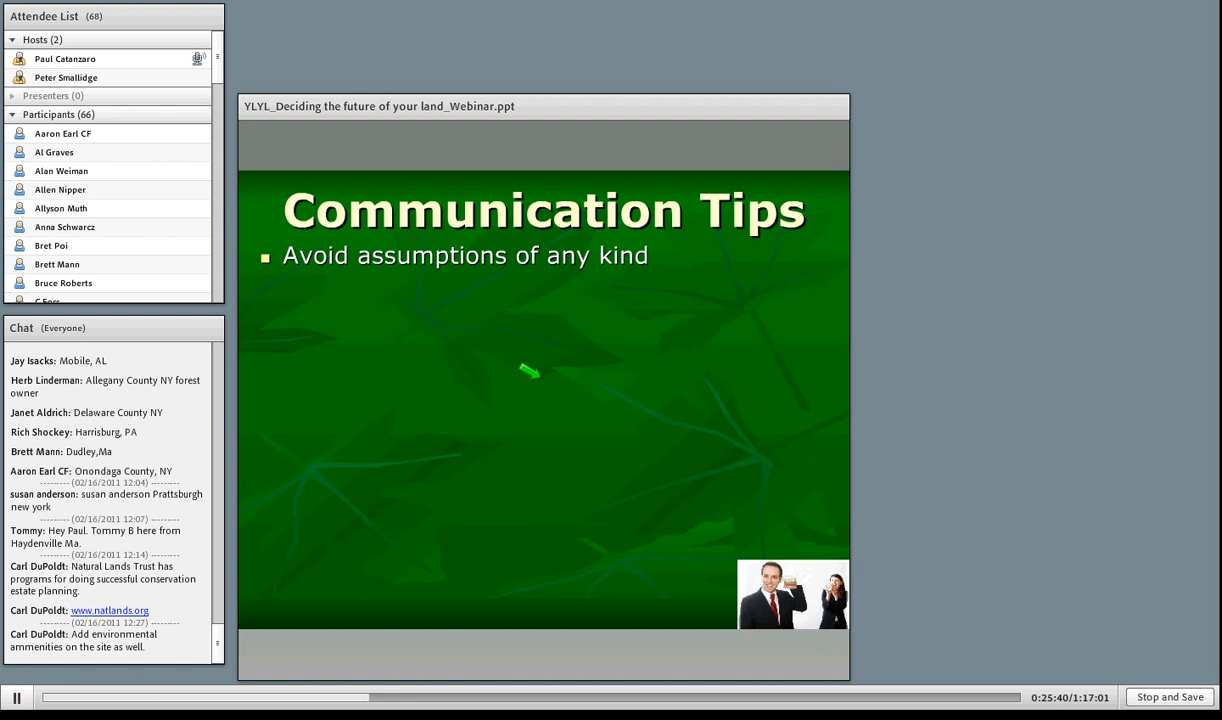 Attendee List (68)
Hosts (2)
Paul Catanzaro
Peter Smallidge
Presenters (0)
Participants (66)
Aaron Earl CF
Al Graves
Alan Weiman
Allen Nipper
Allyson Muth
Anna Schwarcz
Bret Poi
Brett Mann
Bruce Roberts
Chat (Everyone)
Jay Isacks: Mobile, AL
Herb Linderman: Allegany County NY forest
owner
Janet Aldrich: Delaware County NY
Rich Shockey: Harrisburg, PA
Brett Mann: Dudley,Ma
Aaron Earl CF: Onondaga County, NY
--------- (02/16/2011 12:04) ---------
susan anderson: susan anderson Prattsburgh
new york
--------- (02/16/2011 12:07) ---------
Tommy: Hey Paul. Tommy B here from
Haydenville Ma.
--------- (02/16/2011 12:14) ---------
Carl DuPoldt: Natural Lands Trust has
programs for doing successful conservation
estate planning.
Carl DuPoldt: www.natlands.org
--------- (02/16/2011 12:27) ---------
Carl DuPoldt: Add environmental
ammenities on the site as well.
YLYL_Deciding the future of your land_Webinar.ppt
Communication Tips
Avoid assumptions of any kind
0:25:40/1:17:01
Stop and Save